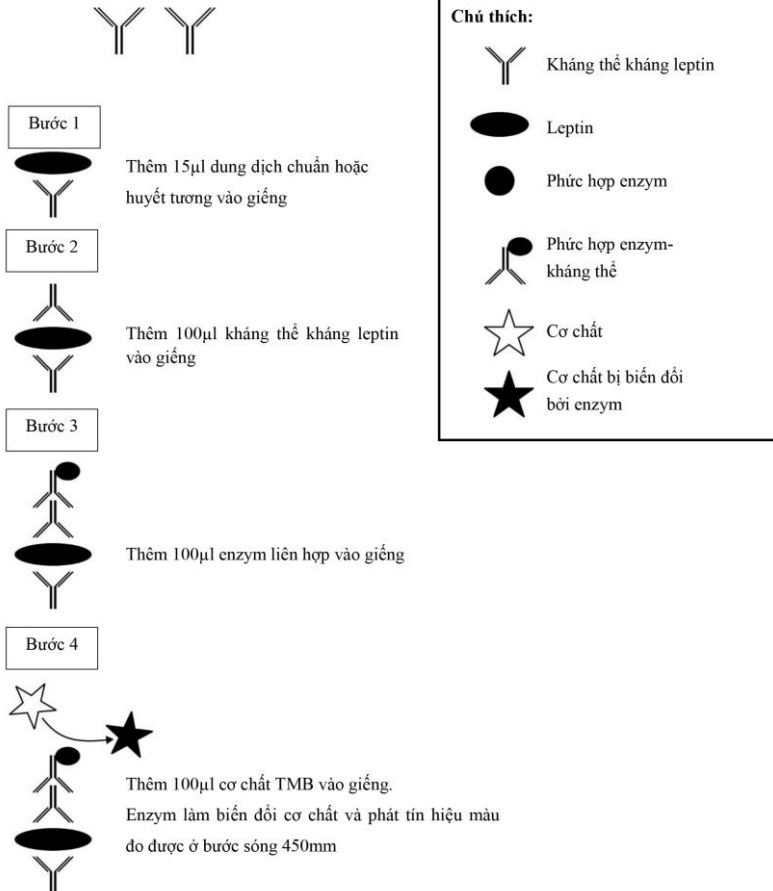 Chú thích:
Kháng thể kháng leptin
Leptin
Phức hợp enzym
Phức hợp enzym-
kháng thể
Cơ chất
Cơ chất bị biến đổi
bởi enzym
Bước 1
Thêm 15µl dung dịch chuẩn hoặc
huyết tương vào giếng
Bước 2
Thêm 100µl kháng thể kháng leptin
vào giếng
Bước 3
Thêm 100µl enzym liên hợp vào giếng
Bước 4
Thêm 100µl cơ chất TMB vào giếng.
Enzym làm biến đổi cơ chất và phát tín hiệu màu
đo được ở bước sóng 450mm